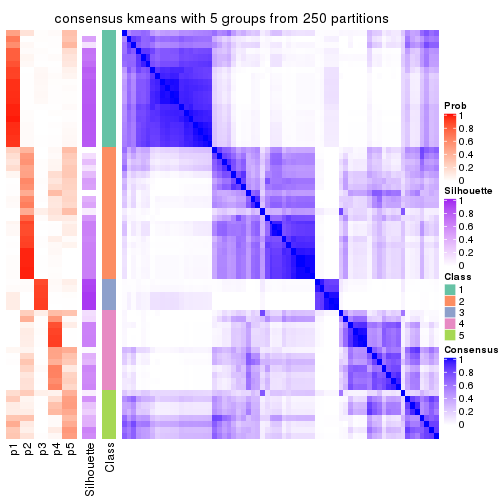 consensus kmeans with 5 groups from 250 partitions
Prob
1
0.8
0.6
0.4
0.2
0
Silhouette
1
0.8
0.6
0.4
0.2
0
Class
1
2
3
4
5
Consensus
1
0.8
0.6
0.4
0.2
0
p1
p2
p3
p4
p5
Silhouette
Class